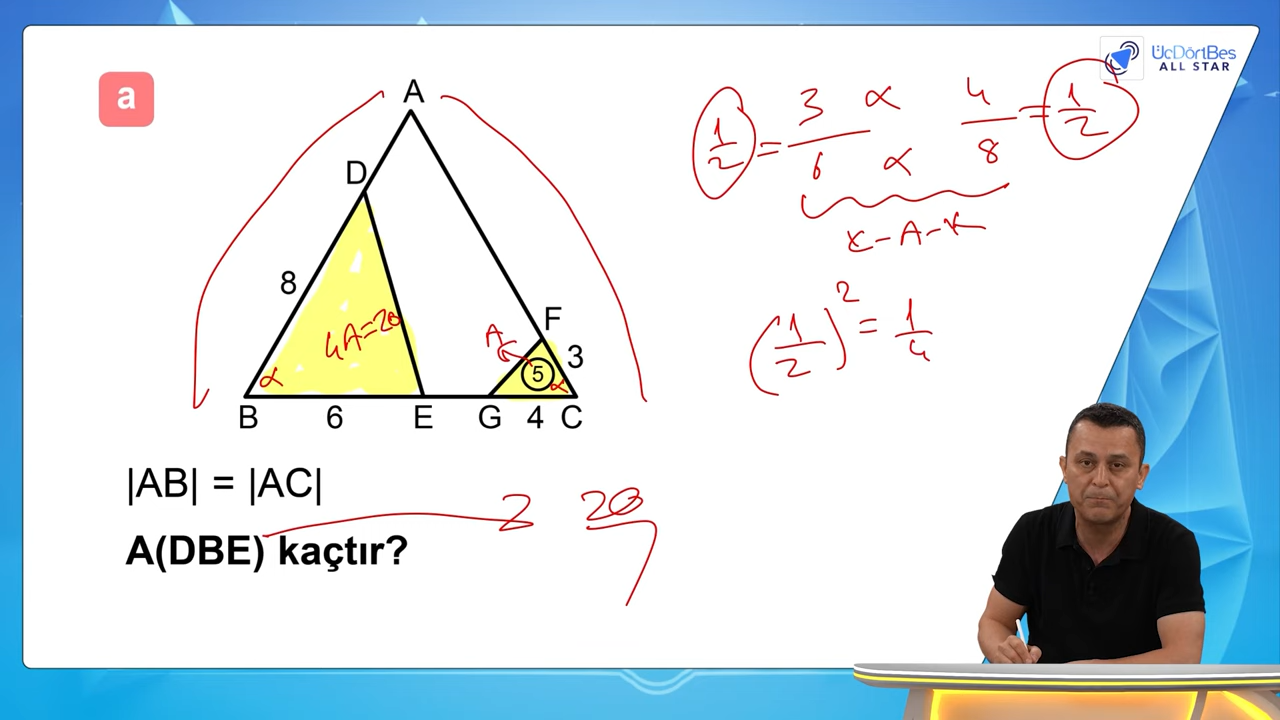 a
ÜçDörtBeş
ALL STAR
A
D
8
4A=20
α
B
6
E
G
4
C
A
5
α
F
3
1/2 = 3/6 α/α 4/8 = 1/2
K-A-K
(1/2)² = 1/4
|AB| = |AC|
A(DBE) kaçtır?
20